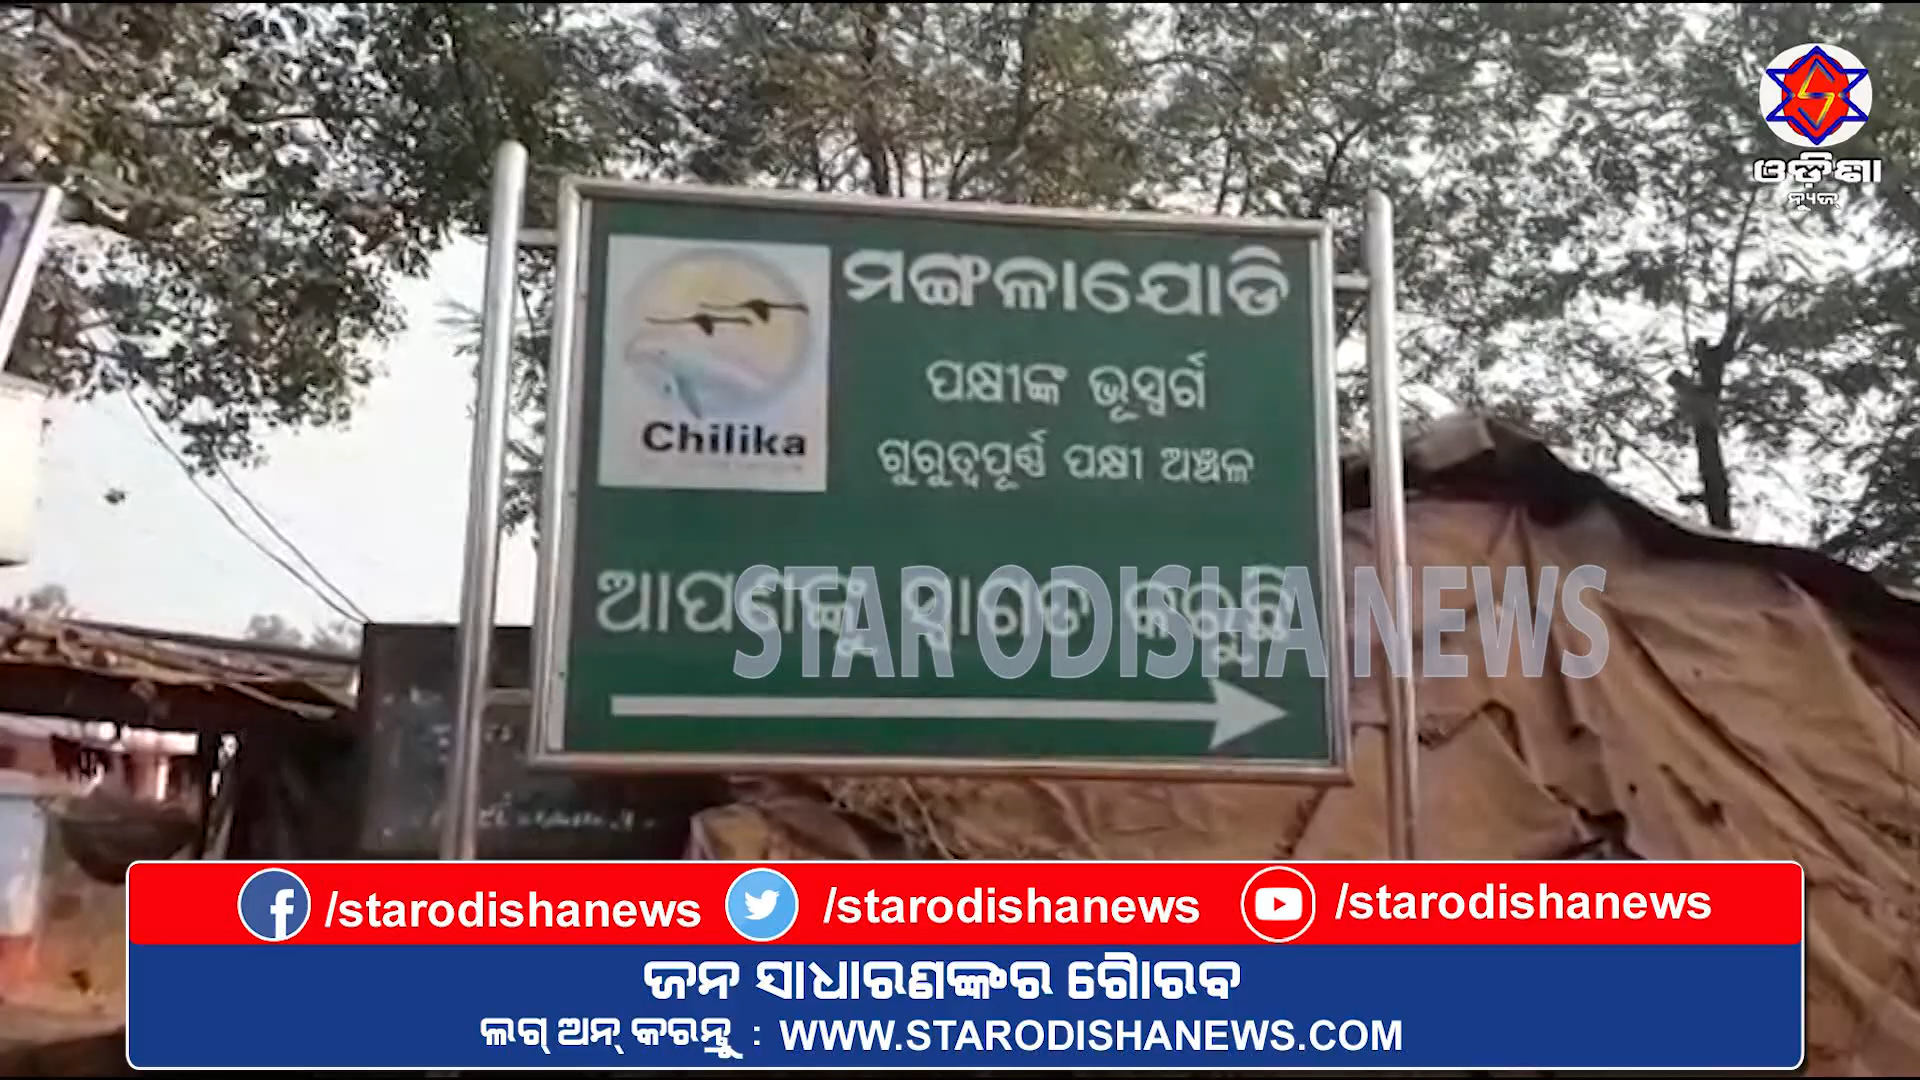 ଓଡ଼ିଶା
ନ୍ୟୁଜ୍
ମଙ୍ଗଳାଯୋଡି
ପକ୍ଷୀଙ୍କ ଭୂସ୍ୱର୍ଗ
ଗୁରୁତ୍ୱପୂର୍ଣ୍ଣ ପକ୍ଷୀ ଅଞ୍ଚଳ
Chilika
ଆପଣଙ୍କୁ ସ୍ୱାଗତ କରୁଛି
STAR ODISHA NEWS
/starodishanews /starodishanews /starodishanews
ଜନ ସାଧାରଣଙ୍କର ଗୌରବ
ଲଗ୍ ଅନ୍ କରନ୍ତୁ : WWW.STARODISHANEWS.COM